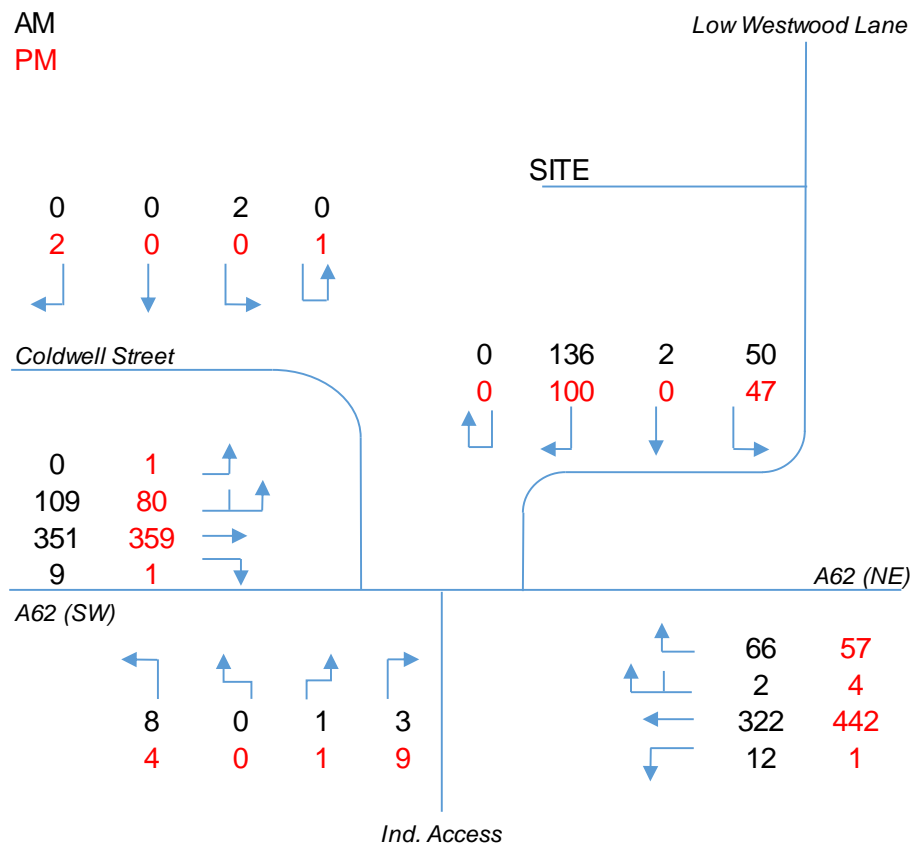 AM
Low Westwood Lane
PM
SITE
0 0 2 0
2 0 0 1
Coldwell Street
0 136 2 50
0 100 0 47
0 1
109 80
351 359
9 1
A62 (NE)
A62 (SW)
66 57
2 4
322 442
12 1
8 0 1 3
4 0 1 9
Ind. Access